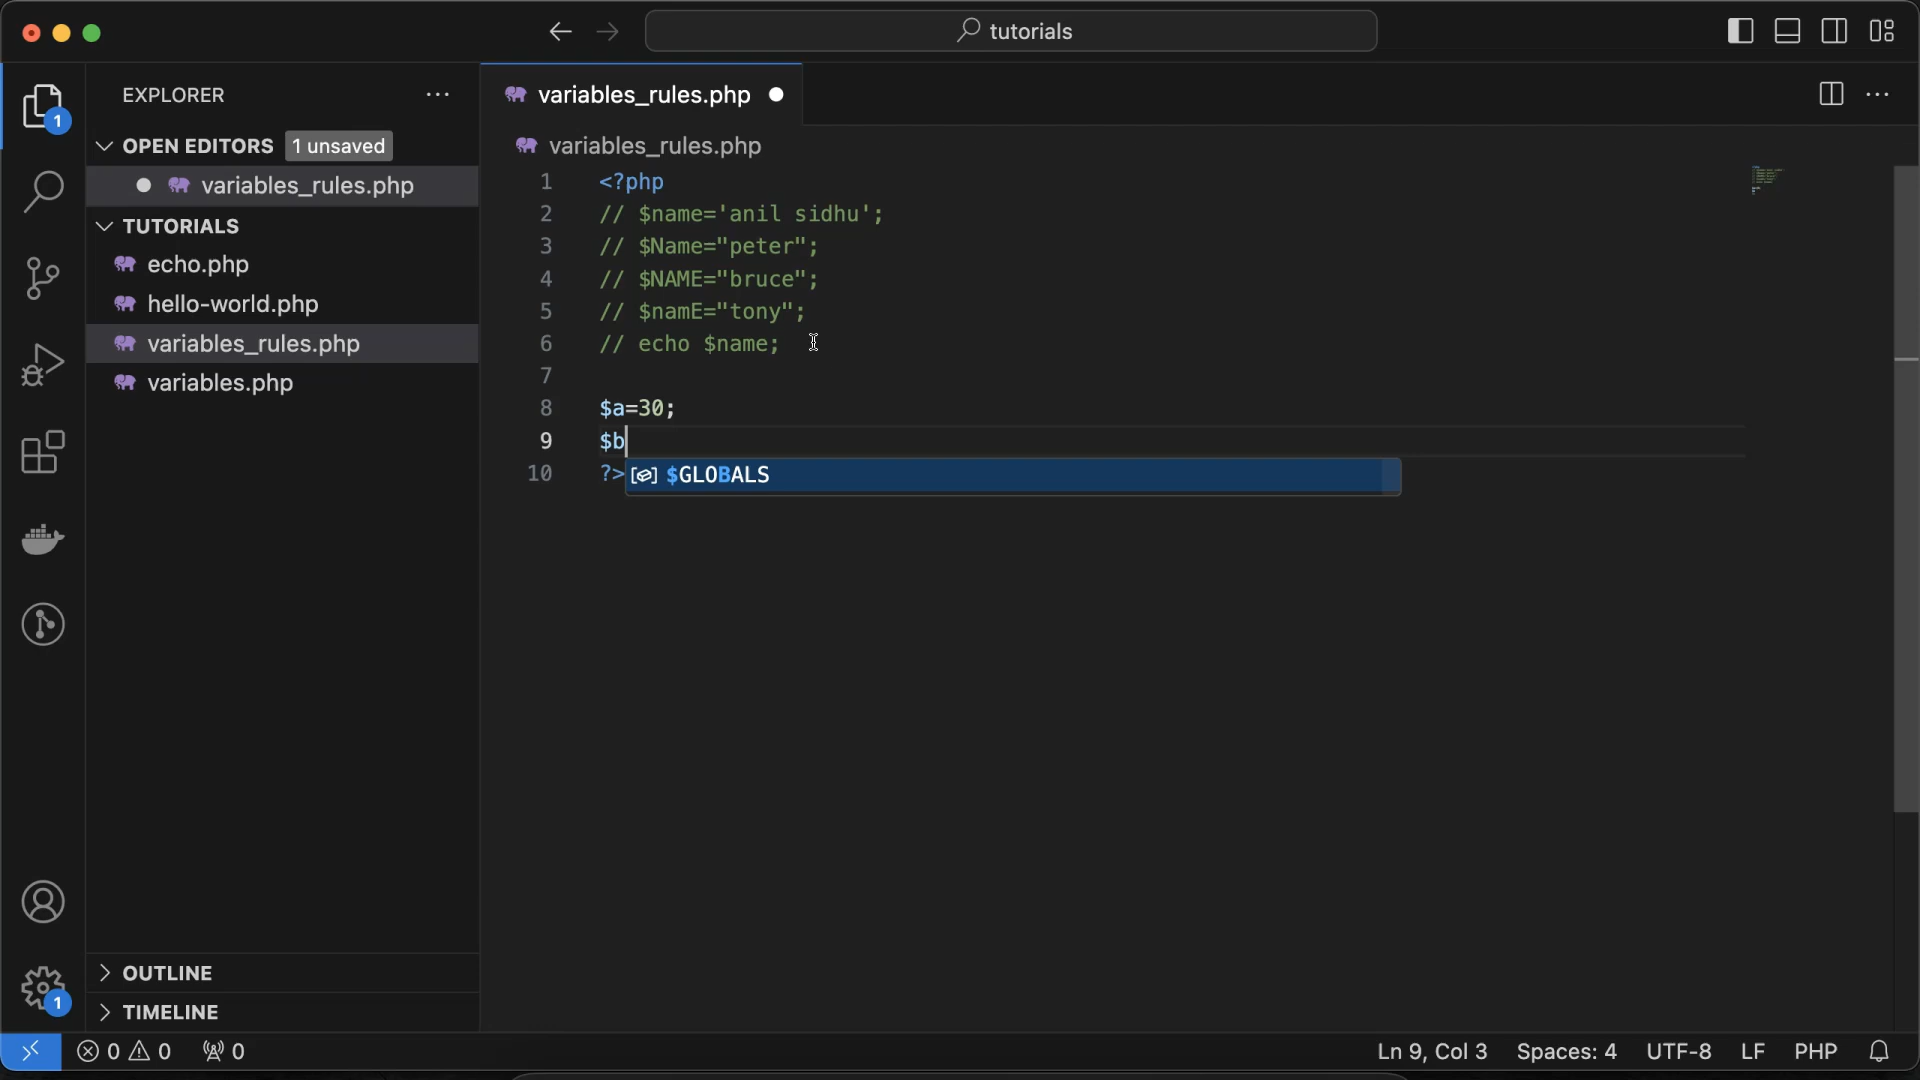 tutorials
EXPLORER
variables_rules.php
OPEN EDITORS 1 unsaved
variables_rules.php
variables_rules.php
TUTORIALS
echo.php
hello-world.php
variables_rules.php
variables.php
1 <?php
2 // $name='anil sidhu';
3 // $Name="peter";
4 // $NAME="bruce";
5 // $namE="tony";
6 // echo $name;
7
8 $a=30;
9 $b
10 ?>
$GLOBALS
1
OUTLINE
1
TIMELINE
0 0 0
Ln 9, Col 3 Spaces: 4 UTF-8 LF PHP